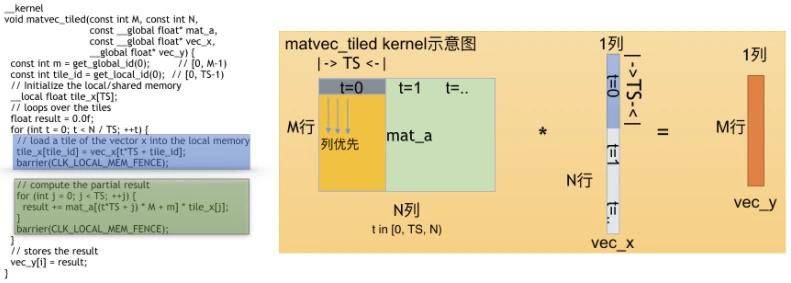 __kernel
void matvec_tiled(const int M, const int N,
const __global float* mat_a,
const __global float* vec_x,
__global float* vec_y) {
const int m = get_global_id(0); // [0, M-1)
const int tile_id = get_local_id(0); // [0, TS-1)
// Initialize the local/shared memory
__local float tile_x[TS];
// loops over the tiles
float result = 0.0f;
for (int t = 0; t < N / TS; ++t) {
// load a tile of the vector x into the local memory
tile_x[tile_id] = vec_x[t*TS + tile_id];
barrier(CLK_LOCAL_MEM_FENCE);
// compute the partial result
for (int j = 0; j < TS; ++j) {
result += mat_a[(t*TS + j) * M + m] * tile_x[j];
}
barrier(CLK_LOCAL_MEM_FENCE);
}
// stores the result
vec_y[i] = result;
}
matvec_tiled kernel示意图
|-> TS <-|
t=0 t=1 t=..
M行
列优先
mat_a
N列
t in [0, TS, N)
*
1列
|->TS-<|
t=0
t=1
t=..
N行
vec_x
=
1列
M行
vec_y